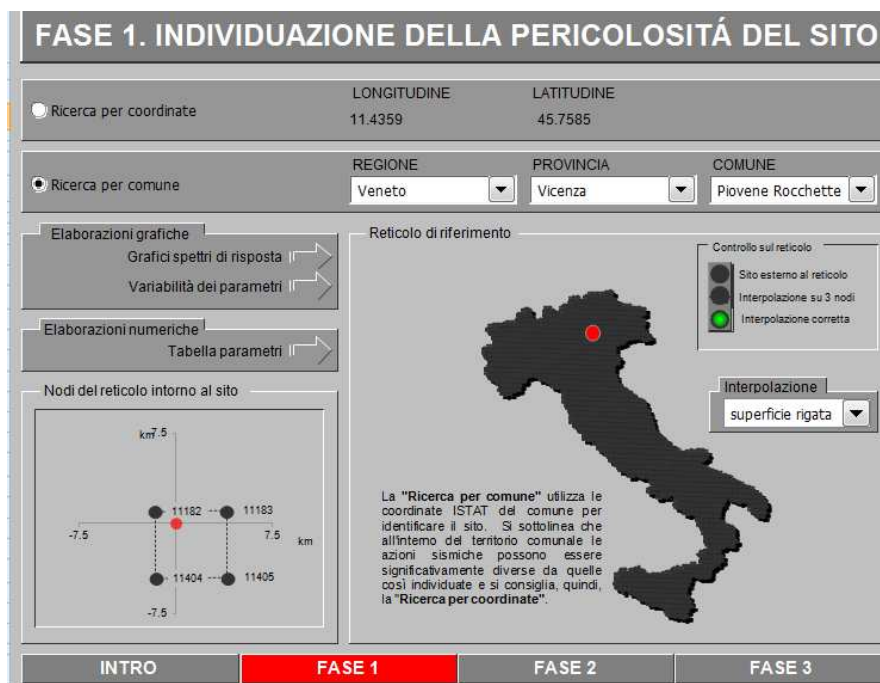 FASE 1. INDIVIDUAZIONE DELLA PERICOLOSITÁ DEL SITO
Ricerca per coordinate
LONGITUDINE
11.4359
LATITUDINE
45.7585
Ricerca per comune
REGIONE
Veneto
PROVINCIA
Vicenza
COMUNE
Piovene Rocchette
Elaborazioni grafiche
Grafici spettri di risposta
Variabilità dei parametri
Elaborazioni numeriche
Tabella parametri
Nodi del reticolo intorno al sito
km
7.5
11182
11183
-7.5
7.5
km
11404
11405
-7.5
Reticolo di riferimento
Controllo sul reticolo
Sito esterno al reticolo
Interpolazione su 3 nodi
Interpolazione corretta
Interpolazione
superficie rigata
La "Ricerca per comune" utilizza le
coordinate ISTAT del comune per
identificare il sito. Si sottolinea che
all'interno del territorio comunale le
azioni sismiche possono essere
significativamente diverse da quelle
così individuate e si consiglia, quindi,
la "Ricerca per coordinate".
INTRO
FASE 1
FASE 2
FASE 3